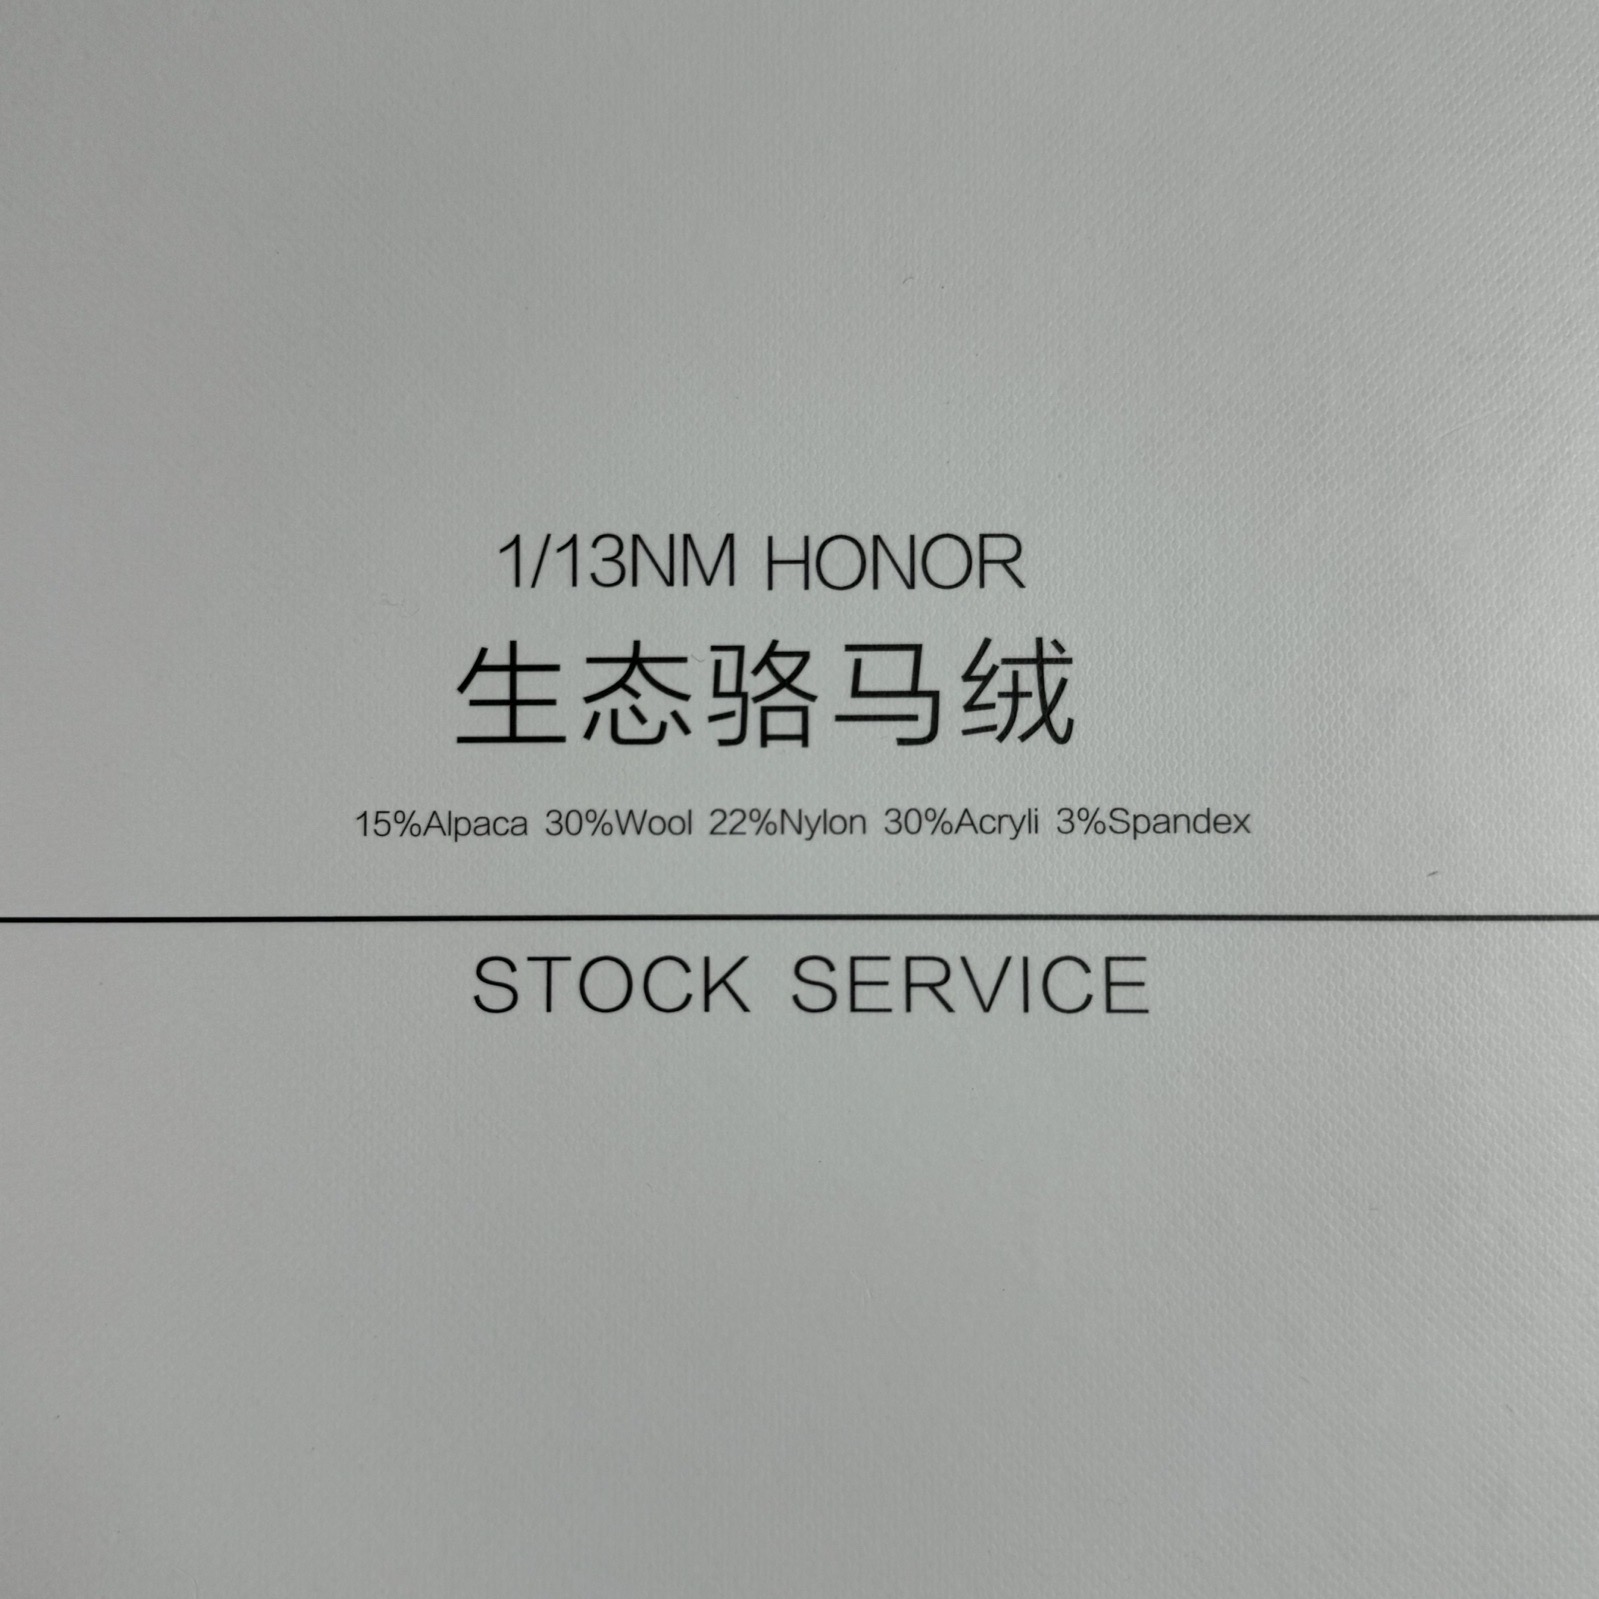 1/13NM HONOR
生态骆马绒
15%Alpaca 30%Wool 22%Nylon 30%Acryli 3%Spandex
STOCK SERVICE